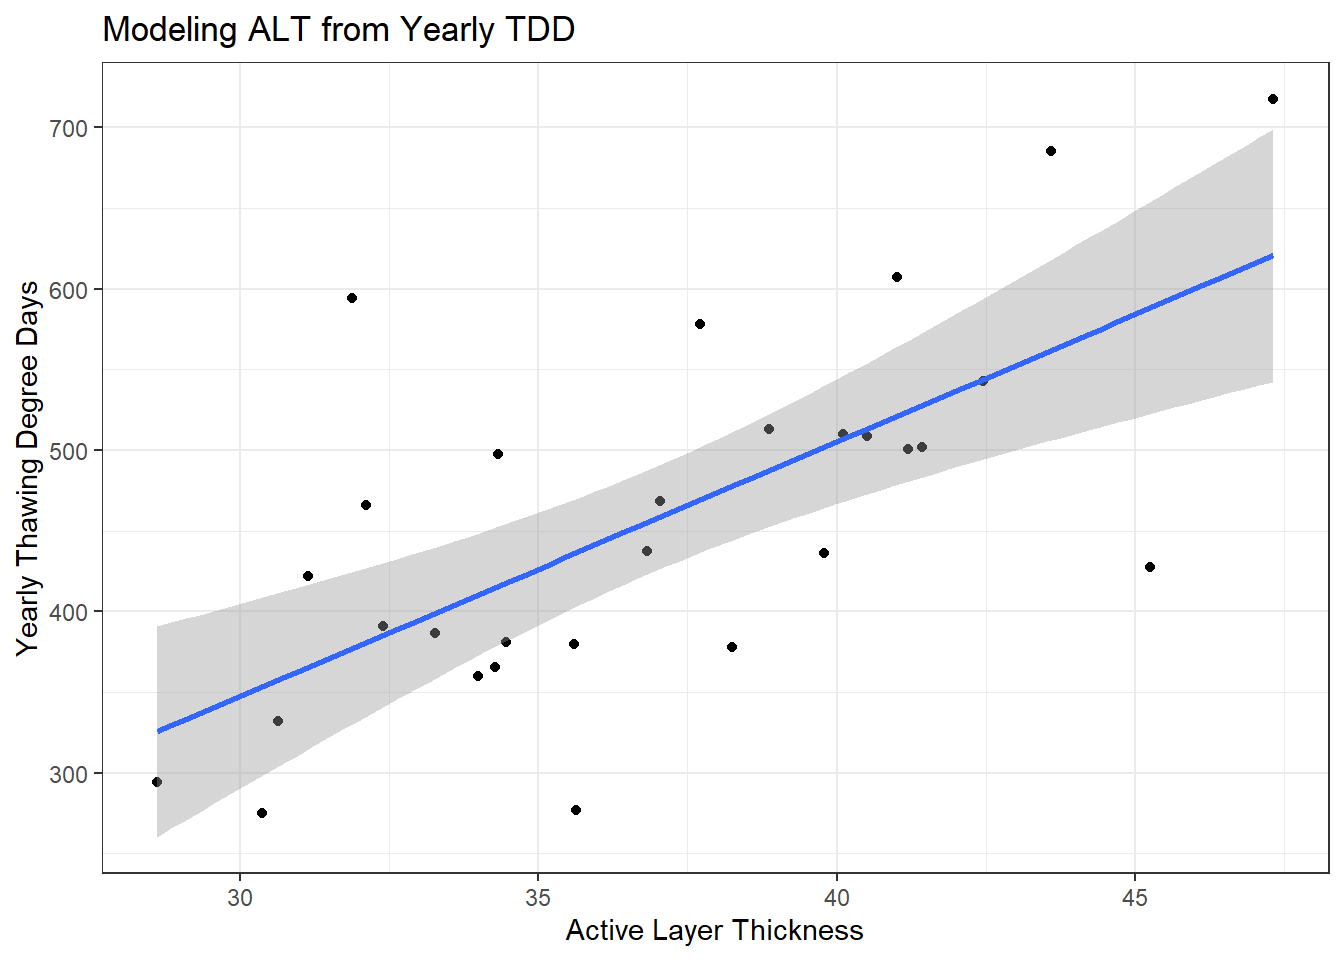 Modeling ALT from Yearly TDD
Yearly Thawing Degree Days
700
600
500
400
300
30 35 40 45
Active Layer Thickness